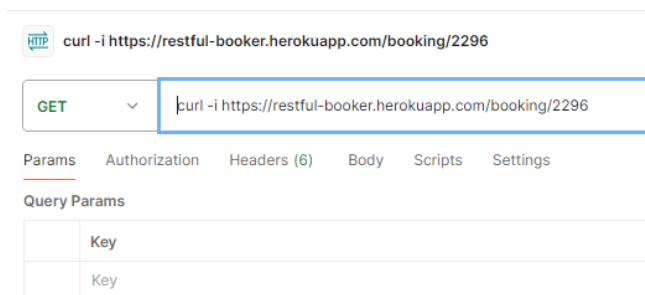 HTTP curl -i https://restful-booker.herokuapp.com/booking/2296
GET curl -i https://restful-booker.herokuapp.com/booking/2296
Params Authorization Headers (6) Body Scripts Settings
Query Params
Key
Key